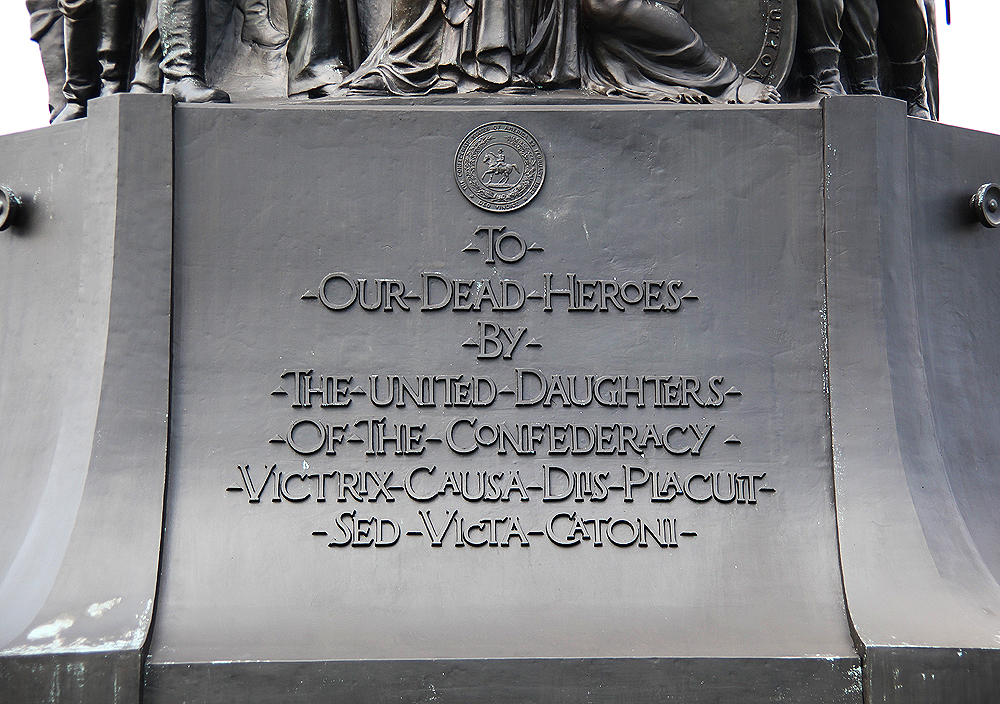 TO
OUR DEAD HEROES
BY
THE UNITED DAUGHTERS
OF THE CONFEDERACY
VICTRIX CAUSA DIIS PLACUIT
SED VICTA CATONI